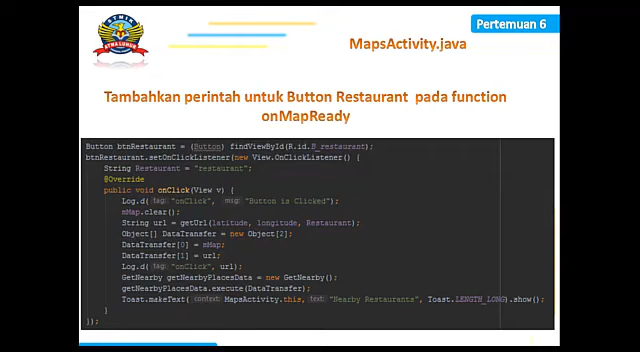 STMIK
ATMA LUHUR
Pertemuan 6
MapsActivity.java
Tambahkan perintah untuk Button Restaurant pada function
onMapReady
Button btnRestaurant = (Button) findViewById(R.id.B_restaurant);
btnRestaurant.setOnClickListener(new View.OnClickListener() {
String Restaurant = "restaurant";
@Override
public void onClick(View v) {
Log.d( tag: "onClick", msg: "Button is Clicked");
mMap.clear();
String url = getUrl(latitude, longitude, Restaurant);
Object[] DataTransfer = new Object[2];
DataTransfer[0] = mMap;
DataTransfer[1] = url;
Log.d( tag: "onClick", url);
GetNearby getNearbyPlacesData = new GetNearby();
getNearbyPlacesData.execute(DataTransfer);
Toast.makeText( context: MapsActivity.this, text: "Nearby Restaurants", Toast.LENGTH_LONG).show();
}
});